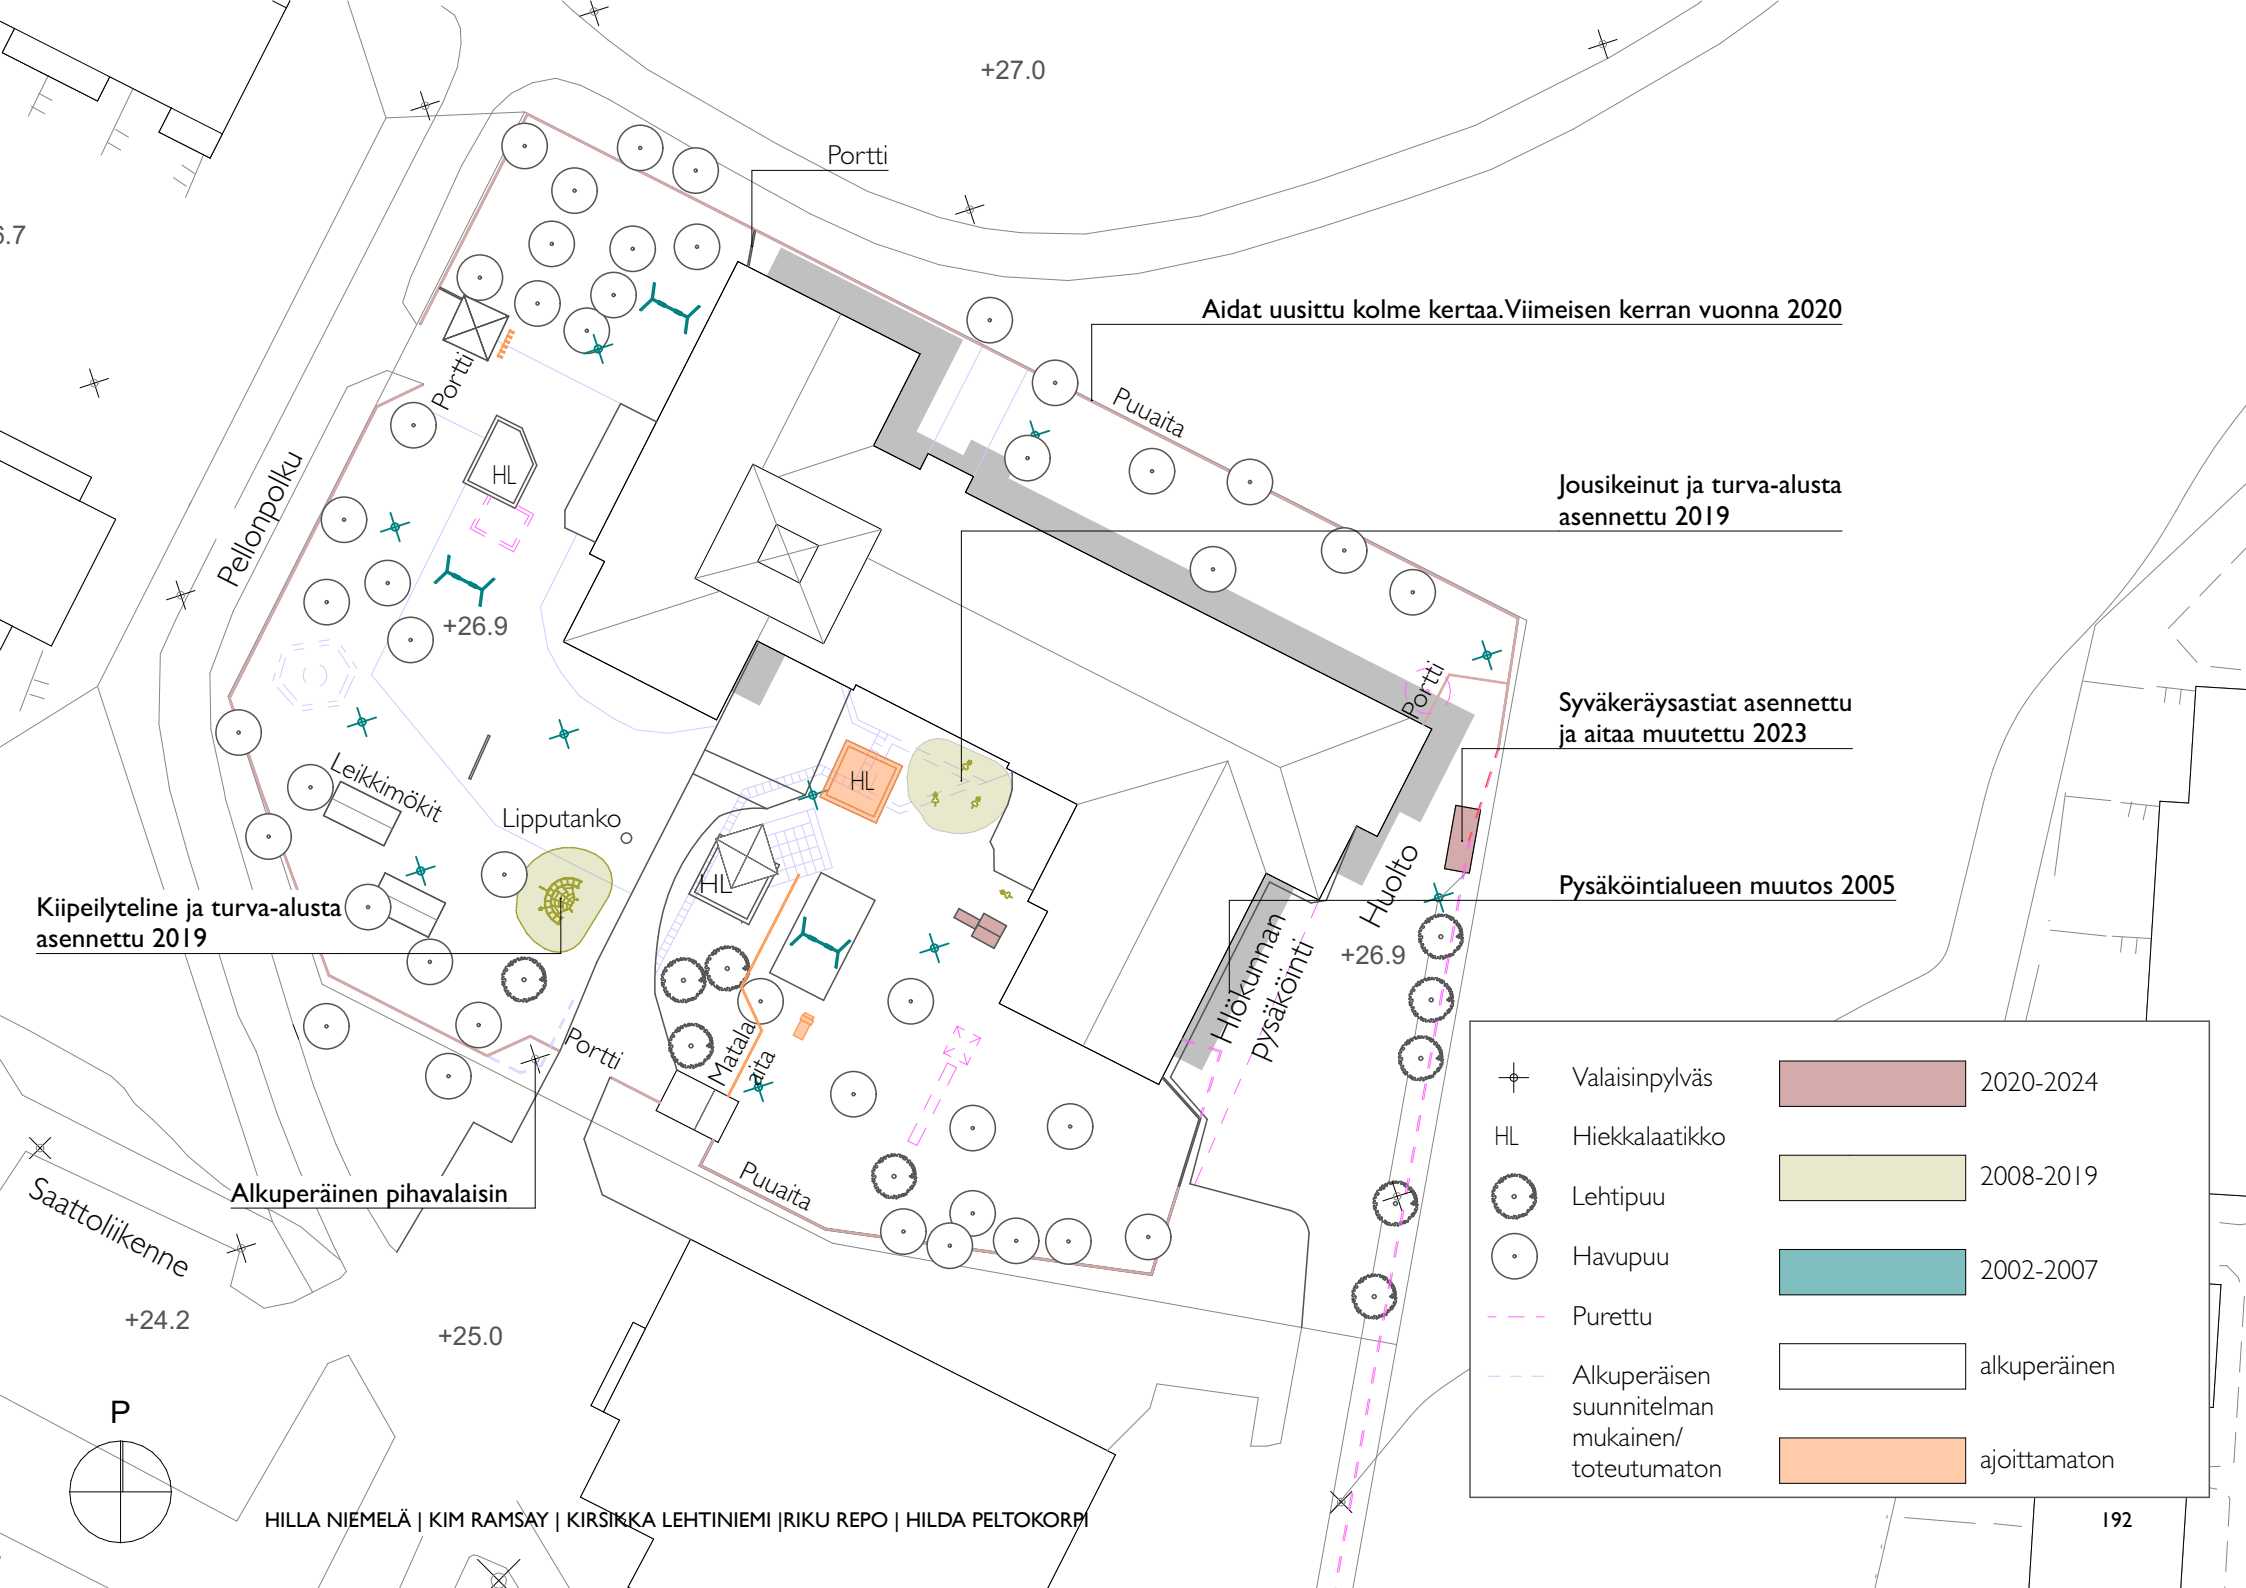 +27.0
Portti
6.7
Aidat uusittu kolme kertaa. Viimeisen kerran vuonna 2020
Portti
Puuaita
HL
Pellonpolku
Jousikeinut ja turva-alusta
asennettu 2019
+26.9
Portti
Syväkeräysastiat asennettu
ja aitaa muutettu 2023
Leikkimökit
HL
Lipputanko
HL
Huolto
Pysäköintialueen muutos 2005
Kiipeilyteline ja turva-alusta
asennettu 2019
Hlökunnan
pysäköinti
+26.9
Portti
Matala
aita
Puuaita
Alkuperäinen pihavalaisin
Saattoliikenne
+24.2
+25.0
P
Valaisinpylväs
HL
Hiekkalaatikko
Lehtipuu
Havupuu
Purettu
Alkuperäisen
suunnitelman
mukainen/
toteutumaton
2020-2024
2008-2019
2002-2007
alkuperäinen
ajoittamaton
HILLA NIEMELÄ | KIM RAMSAY | KIRSIKKA LEHTINIEMI |RIKU REPO | HILDA PELTOKORPI
192